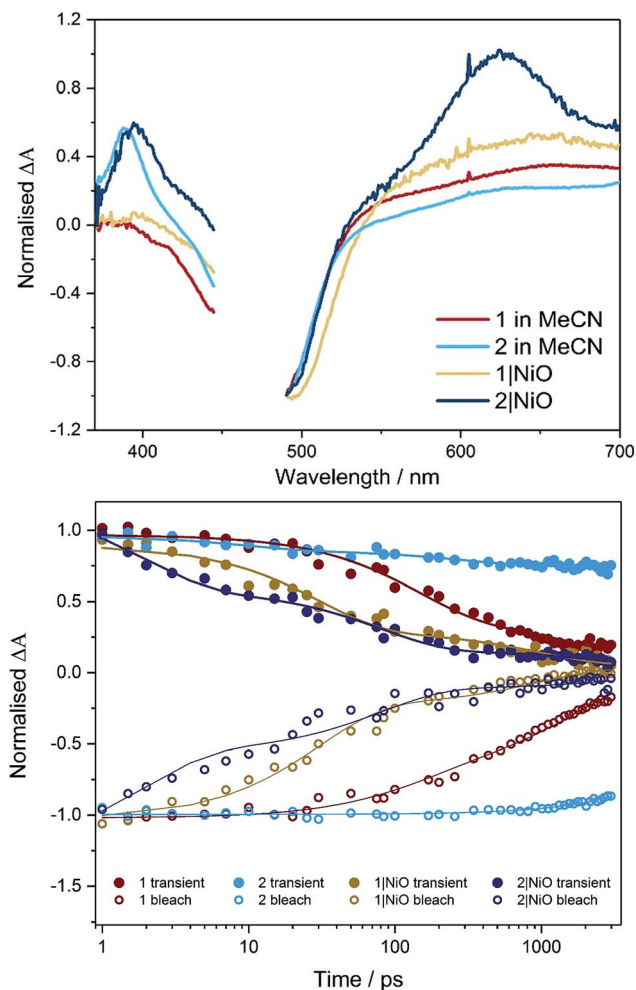 1.2
0.8
0.4
0.0
-0.4
-0.8
-1.2
Normalised ΔA
1 in MeCN
2 in MeCN
1|NiO
2|NiO
400 500 600 700
Wavelength / nm
1.0
0.5
0.0
-0.5
-1.0
-1.5
Normalised ΔA
1 transient 2 transient 1|NiO transient 2|NiO transient
1 bleach 2 bleach 1|NiO bleach 2|NiO bleach
1 10 100 1000
Time / ps